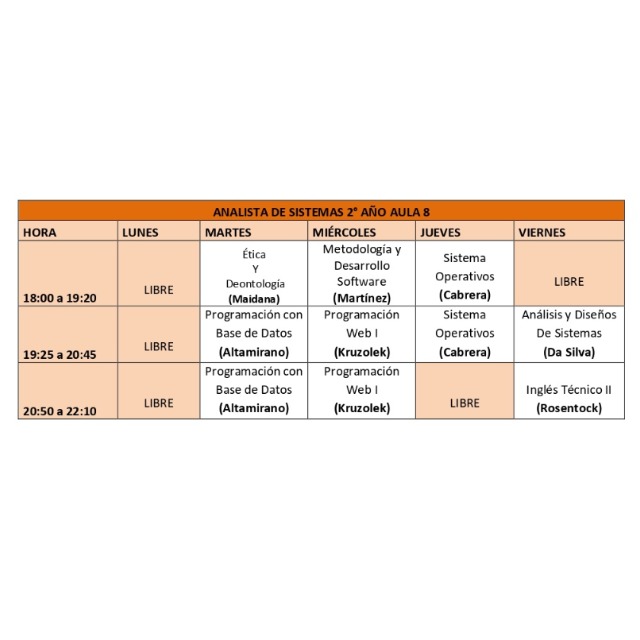 ANALISTA DE SISTEMAS 2° AÑO AULA 8
HORA LUNES MARTES MIÉRCOLES JUEVES VIERNES
18:00 a 19:20
LIBRE
Ética
Y
Deontología
(Maidana)
Metodología y
Desarrollo
Software
(Martínez)
Sistema
Operativos
(Cabrera)
LIBRE
19:25 a 20:45
LIBRE
Programación con
Base de Datos
(Altamirano)
Programación
Web I
(Kruzolek)
Sistema
Operativos
(Cabrera)
Análisis y Diseños
De Sistemas
(Da Silva)
20:50 a 22:10
LIBRE
Programación con
Base de Datos
(Altamirano)
Programación
Web I
(Kruzolek)
LIBRE
Inglés Técnico II
(Rosentock)